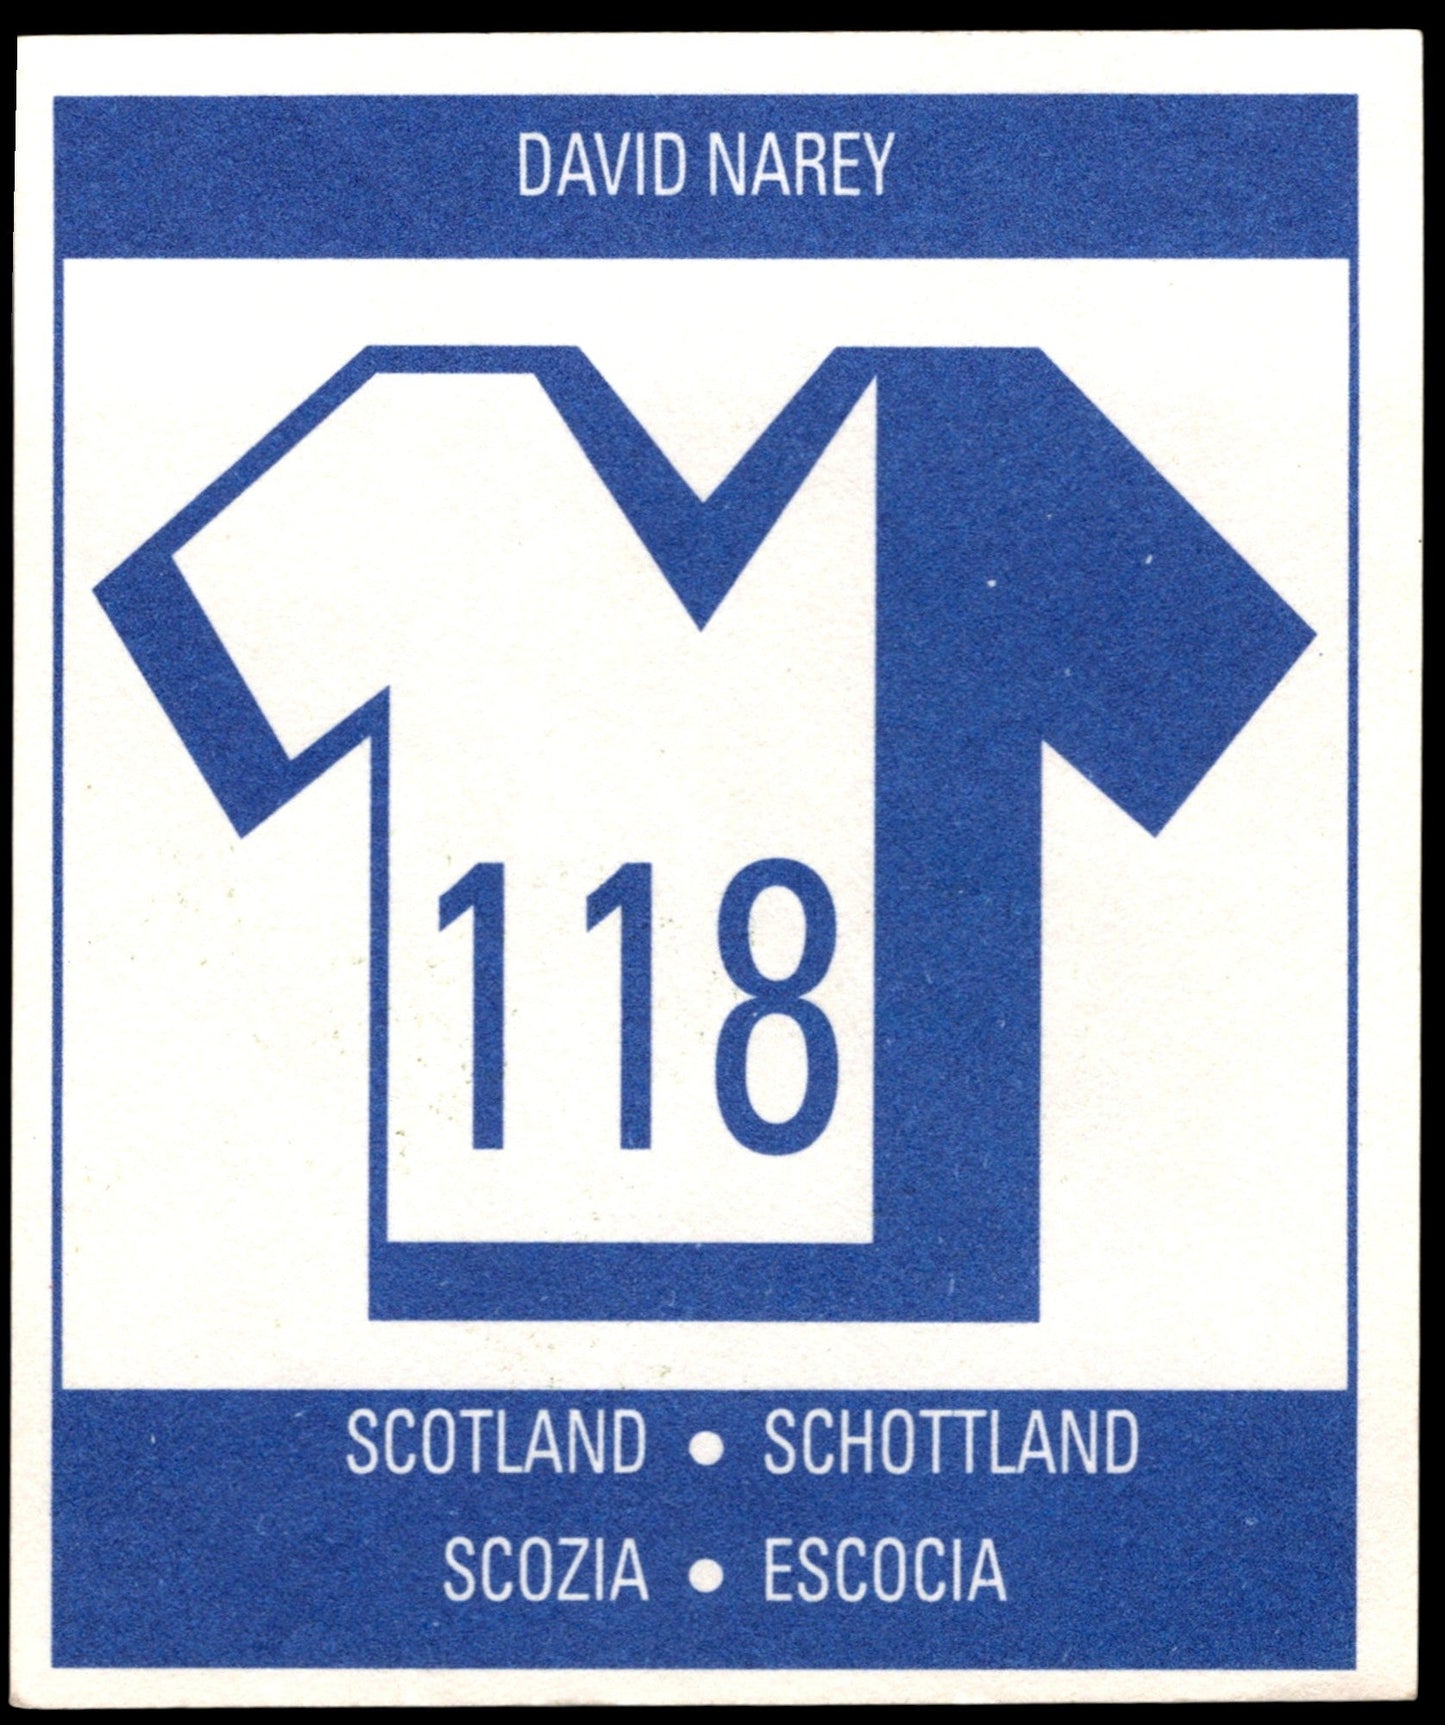 DAVID NAREY
118
SCOTLAND • SCHOTTLAND
SCOZIA • ESCOCIA